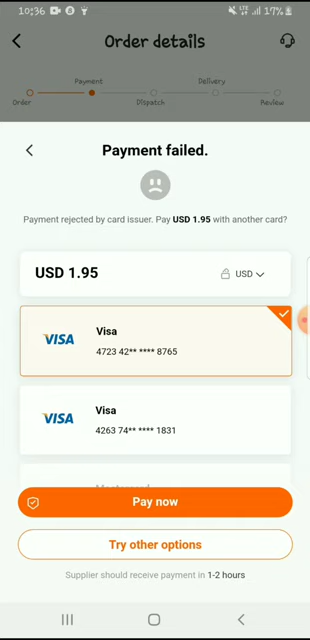 10:36 LTE 17%
Order details
Payment Delivery
Order Dispatch Review
Payment failed.
Payment rejected by card issuer. Pay USD 1.95 with another card?
USD 1.95 USD
VISA Visa
4723 42** **** 8765
VISA Visa
4263 74** **** 1831
Mastercard
Pay now
Try other options
Supplier should receive payment in 1-2 hours